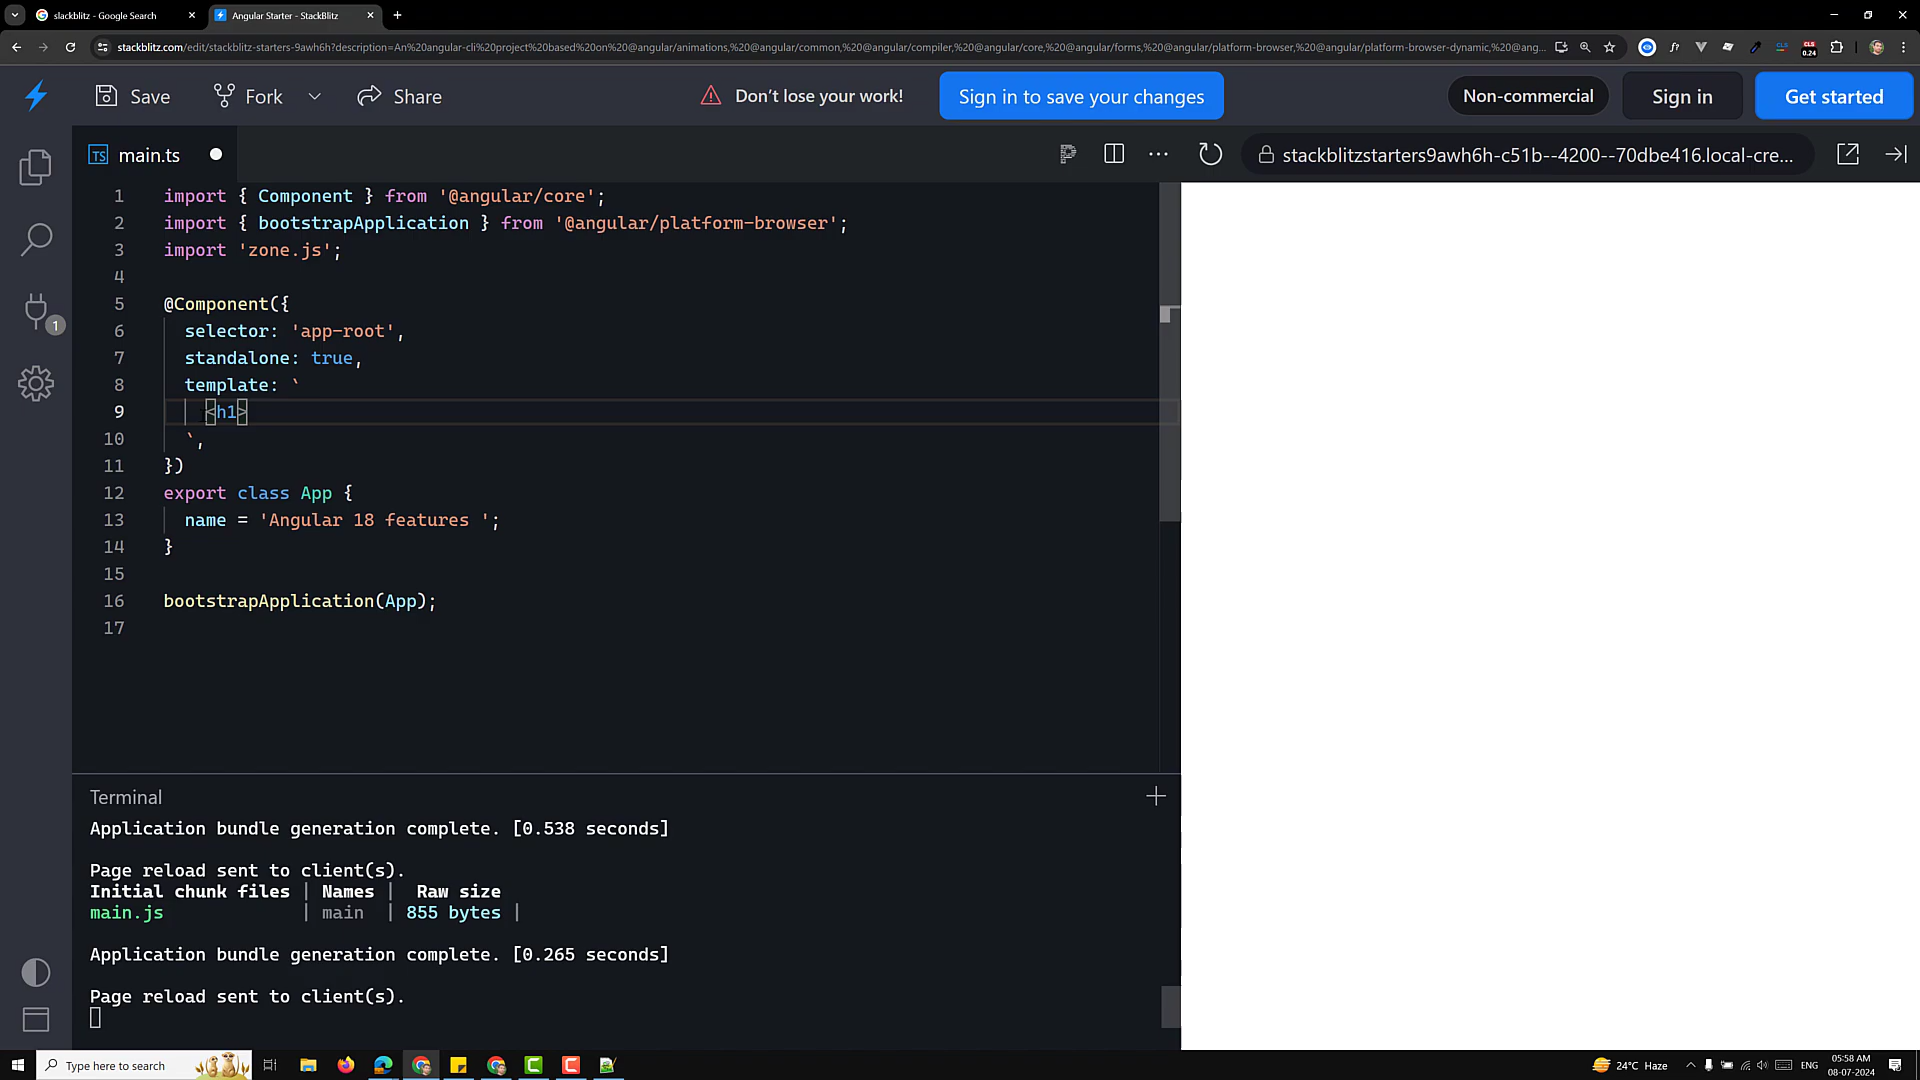 slackblitz - Google Search
Angular Starter - StackBlitz
stackblitz.com/edit/stackblitz-starters-9awh6h?description=An%20angular-cli%20project%20based%20on%20@angular/animations,%20@angular/common,%20@angular/compiler,%20@angular/core,%20@angular/forms,%20@angular/platform-browser,%20@angular/platform-browser-dynamic,%20@ang...
CLS
0.24
Save
Fork
Share
Don't lose your work!
Sign in to save your changes
Non-commercial
Sign in
Get started
TS main.ts
stackblitzstarters9awh6h-c51b--4200--70dbe416.local-cre...
1 import { Component } from '@angular/core';
2 import { bootstrapApplication } from '@angular/platform-browser';
3 import 'zone.js';
4
5 @Component({
6 selector: 'app-root',
7 standalone: true,
8 template: `
9 <h1>
10 `,
11 })
12 export class App {
13 name = 'Angular 18 features ';
14 }
15
16 bootstrapApplication(App);
17
1
Terminal
Application bundle generation complete. [0.538 seconds]
Page reload sent to client(s).
Initial chunk files | Names | Raw size
main.js | main | 855 bytes |
Application bundle generation complete. [0.265 seconds]
Page reload sent to client(s).
Type here to search
24°C Haze
ENG
05:58 AM
08-07-2024